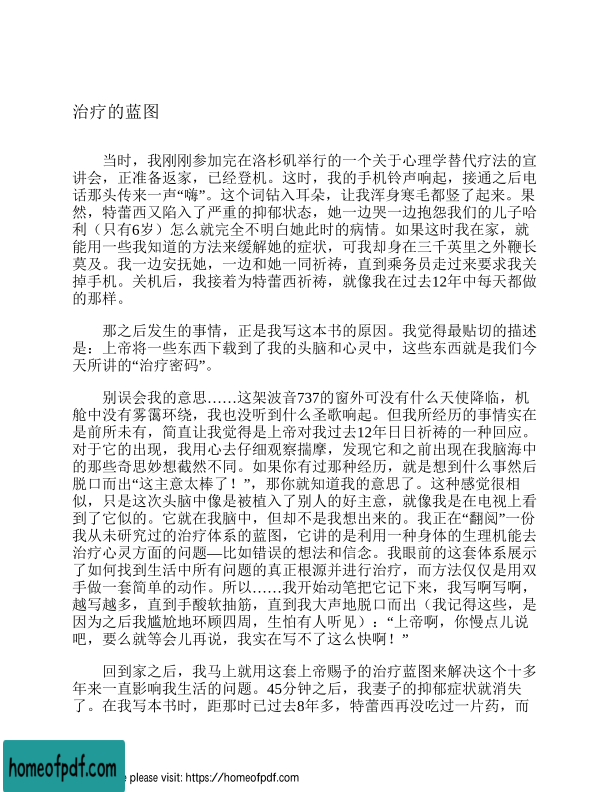 治疗的蓝图
当时，我刚刚参加完在洛杉矶举行的一个关于心理学替代疗法的宣
讲会，正准备返家，已经登机。这时，我的手机铃声响起，接通之后电
话那头传来一声“嗨”。这个词钻入耳朵，让我浑身寒毛都竖了起来。果
然，特蕾西又陷入了严重的抑郁状态，她一边哭一边抱怨我们的儿子哈
利（只有6岁）怎么就完全不明白她此时的病情。如果这时我在家，就
能用一些我知道的方法来缓解她的症状，可我却身在三千英里之外鞭长
莫及。我一边安抚她，一边和她一同祈祷，直到乘务员走过来要求我关
掉手机。关机后，我接着为特蕾西祈祷，就像我在过去12年中每天都做
的那样。
那之后发生的事情，正是我写这本书的原因。我觉得最贴切的描述
是：上帝将一些东西下载到了我的头脑和心灵中，这些东西就是我们今
天所讲的“治疗密码”。
别误会我的意思……这架波音737的窗外可没有什么天使降临，机
舱中没有雾霭环绕，我也没听到什么圣歌响起。但我所经历的事情实在
是前所未有，简直让我觉得是上帝对我过去12年日日祈祷的一种回应。
对于它的出现，我用心去仔细观察揣摩，发现它和之前出现在我脑海中
的那些奇思妙想截然不同。如果你有过那种经历，就是想到什么事然后
脱口而出“这主意太棒了！”，那你就知道我的意思了。这种感觉很相
似，只是这次头脑中像是被植入了别人的好主意，就像我是在电视上看
到了它似的。它就在我脑中，但却不是我想出来的。我正在“翻阅”一份
我从未研究过的治疗体系的蓝图，它讲的是利用一种身体的生理机能去
治疗心灵方面的问题—比如错误的想法和信念。我眼前的这套体系展示
了如何找到生活中所有问题的真正根源并进行治疗，而方法仅仅是用双
手做一套简单的动作。所以……我开始动笔把它记下来，我写啊写啊，
越写越多，直到手酸软抽筋，直到我大声地脱口而出（我记得这些，是
因为之后我尴尬地环顾四周，生怕有人听见）：“上帝啊，你慢点儿说
吧，要么就等会儿再说，我实在写不了这么快啊！”
回到家之后，我马上就用这套上帝赐予的治疗蓝图来解决这个十多
年来一直影响我生活的问题。45分钟之后，我妻子的抑郁症状就消失
了。在我写本书时，距那时已过去8年多，特蕾西再没吃过一片药，而
homeofpdf.com
please visit: https://homeofpdf.com